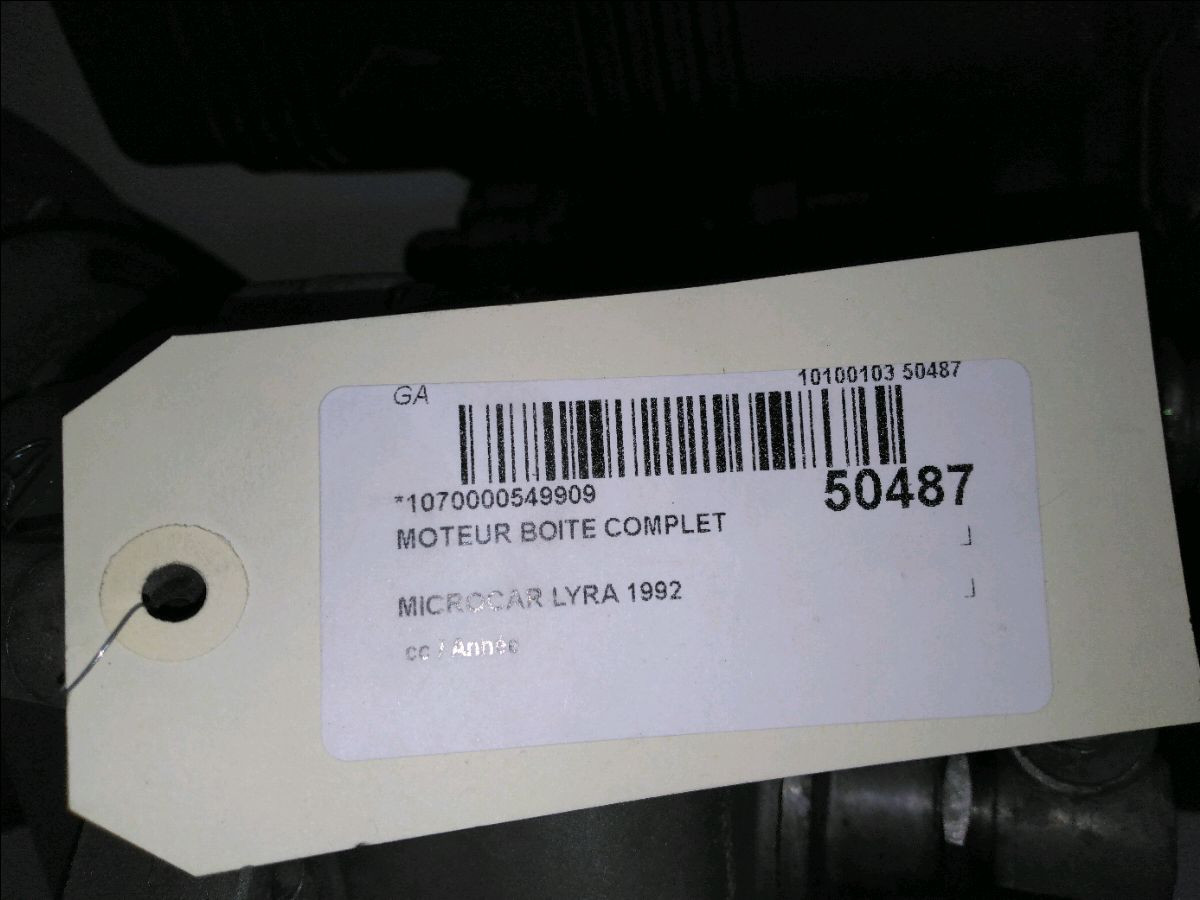 GA
10100103 50487
*1070000549909
50487
MOTEUR BOITE COMPLET
MICROCAR LYRA 1992
cc / Année